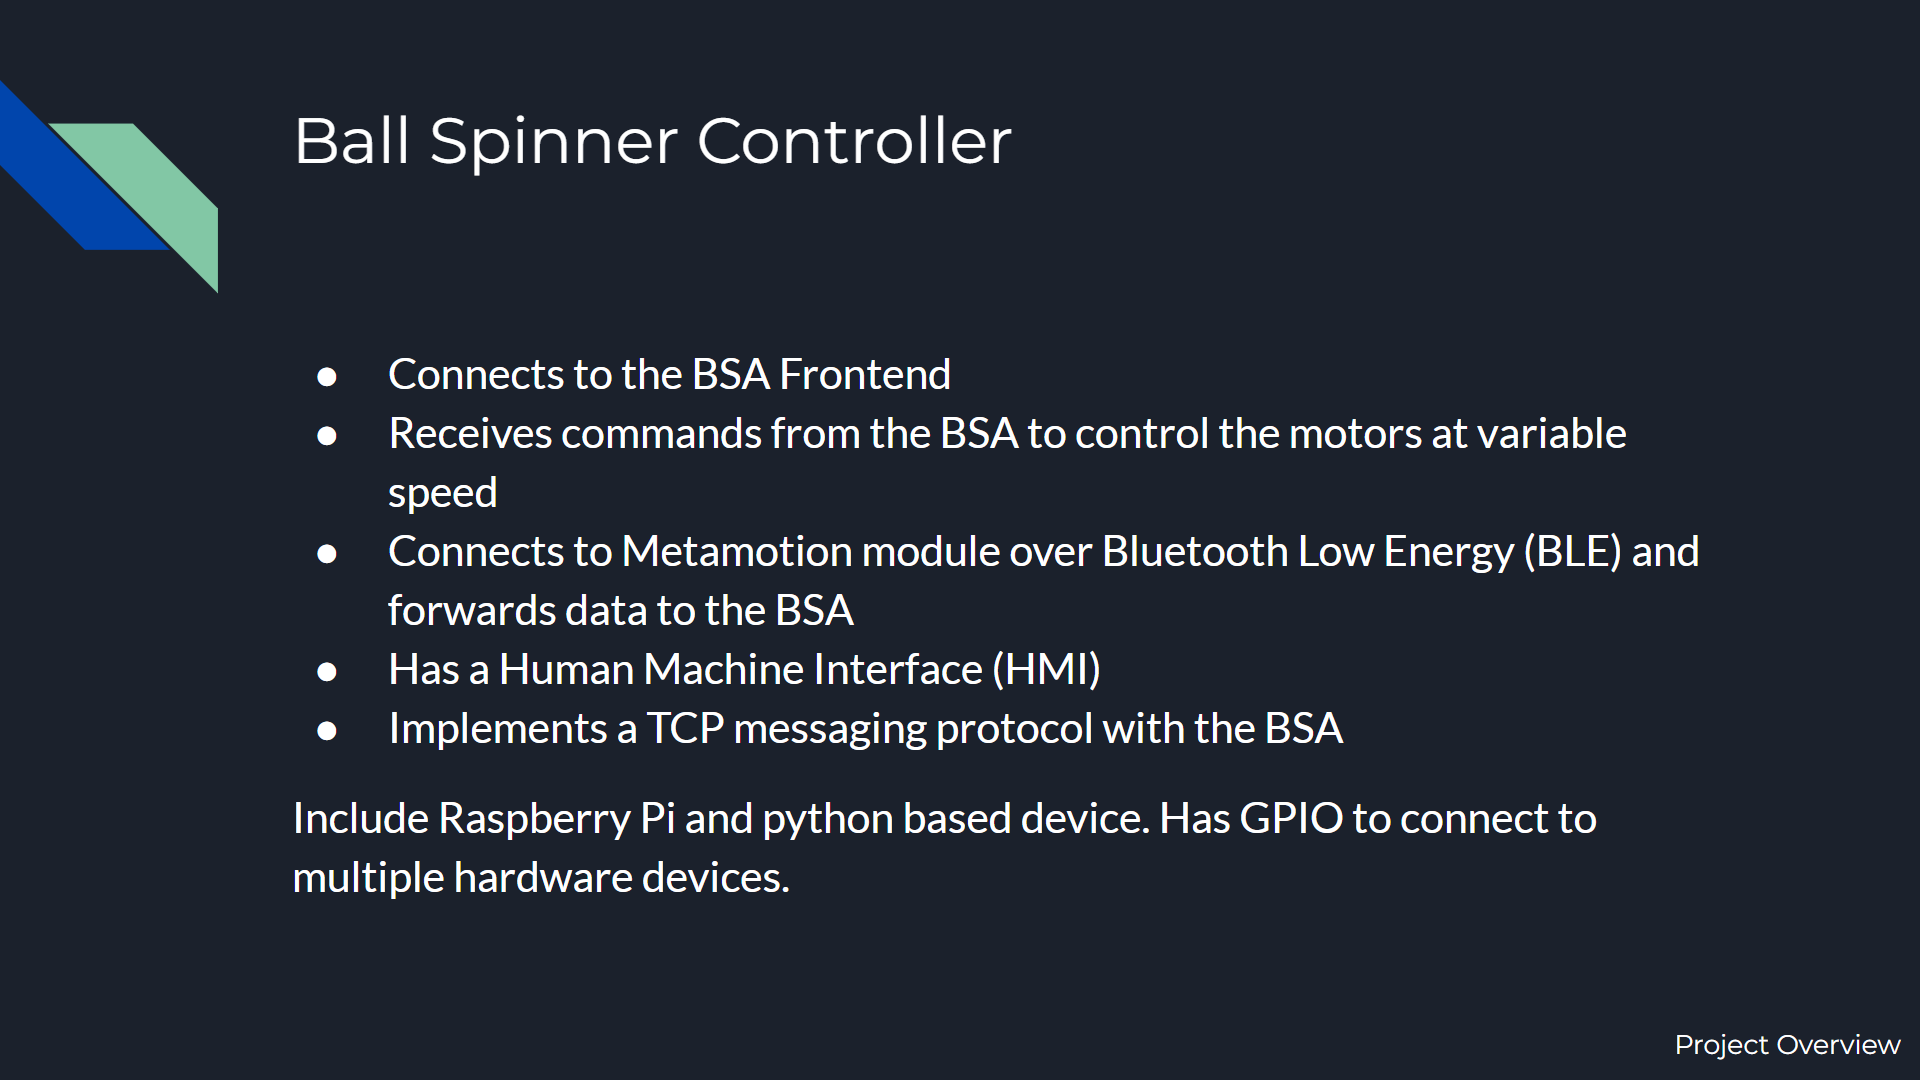 Ball Spinner Controller
● Connects to the BSA Frontend
● Receives commands from the BSA to control the motors at variable
speed
● Connects to Metamotion module over Bluetooth Low Energy (BLE) and
forwards data to the BSA
● Has a Human Machine Interface (HMI)
● Implements a TCP messaging protocol with the BSA
Include Raspberry Pi and python based device. Has GPIO to connect to
multiple hardware devices.
Project Overview